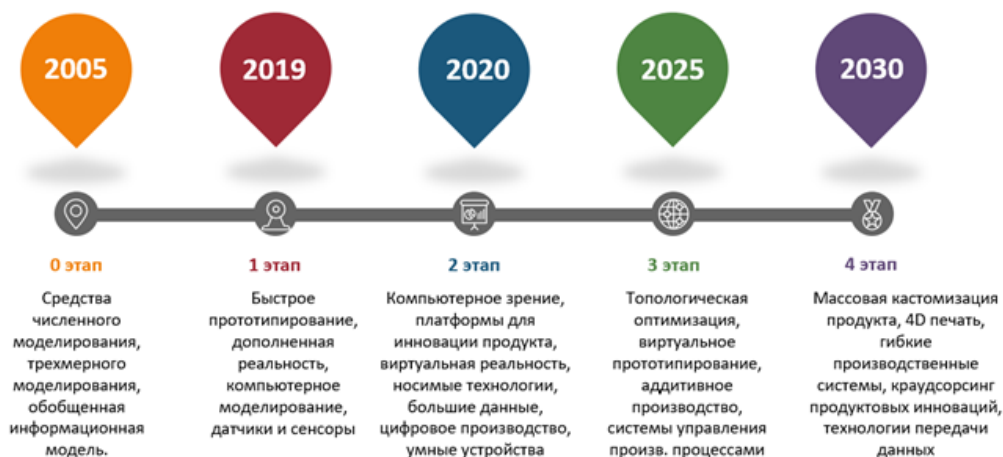 2005
2019
2020
2025
2030
0 этап
Средства
численного
моделирования,
трехмерного
моделирования,
обобщенная
информационная
модель.
1 этап
Быстрое
прототипирование,
дополненная
реальность,
компьютерное
моделирование,
датчики и сенсоры
2 этап
Компьютерное зрение,
платформы для
инновации продукта,
виртуальная реальность,
носимые технологии,
большие данные,
цифровое производство,
умные устройства
3 этап
Топологическая
оптимизация,
виртуальное
прототипирование,
аддитивное
производство,
системы управления
произв. процессами
4 этап
Массовая кастомизация
продукта, 4D печать,
гибкие
производственные
системы, краудсорсинг
продуктовых инноваций,
технологии передачи
данных